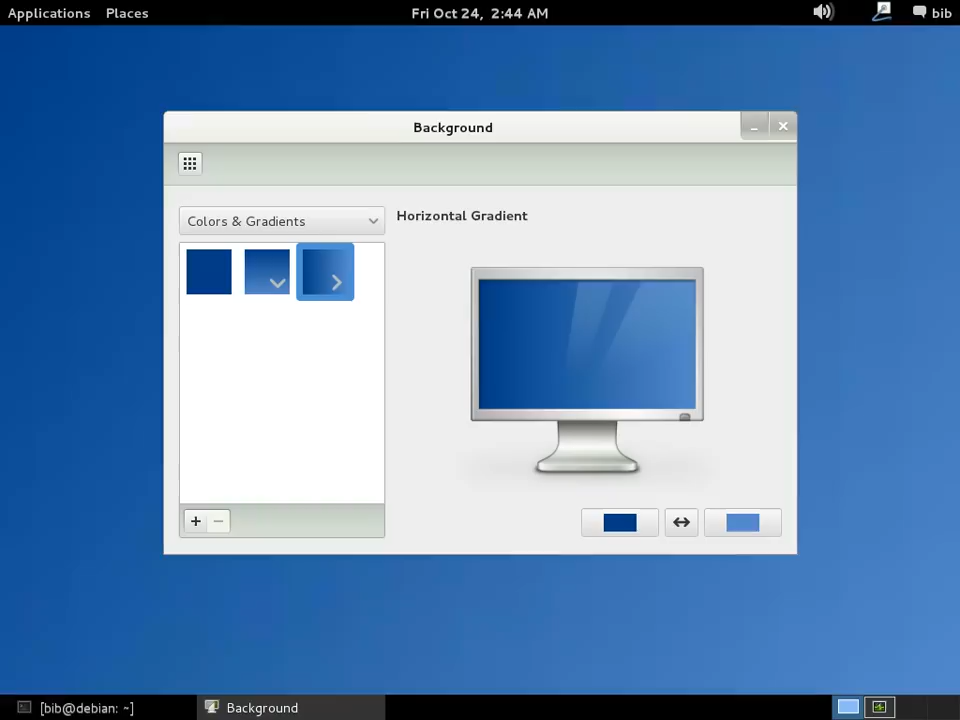 Applications Places Fri Oct 24, 2:44 AM bib
Background
Colors & Gradients
Horizontal Gradient
[bib@debian: ~] Background